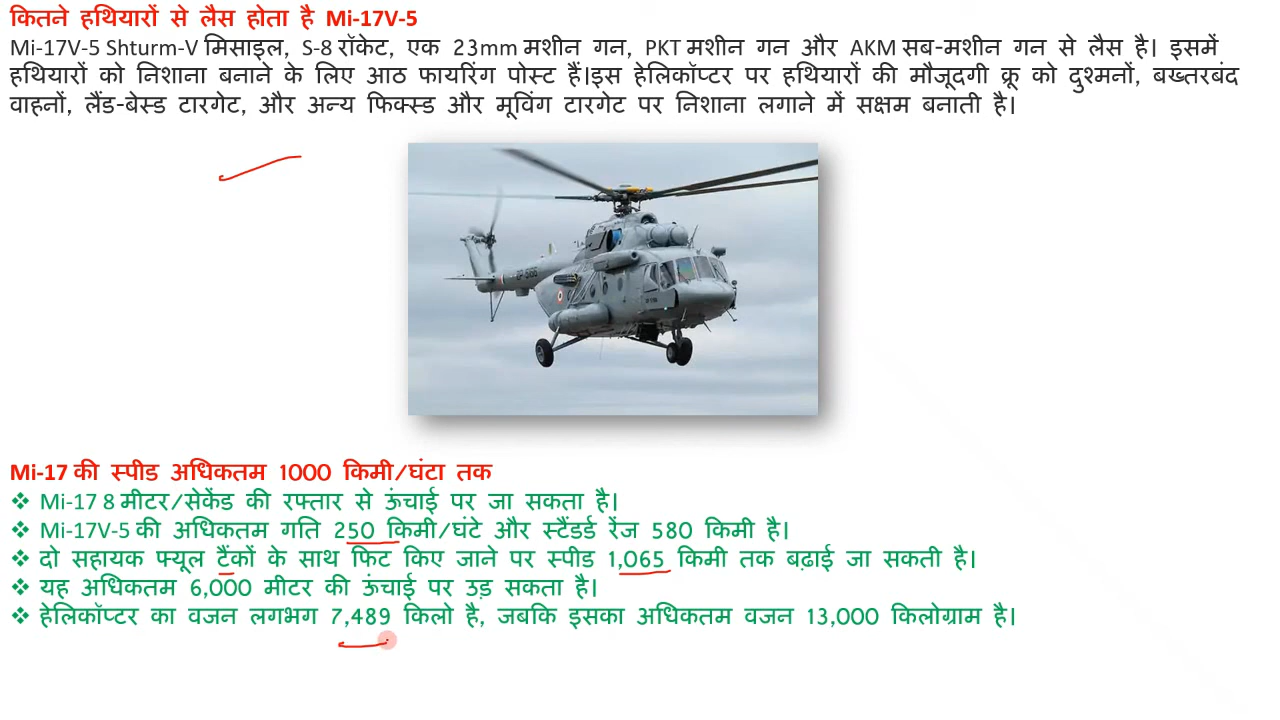 कितने हथियारों से लैस होता है Mi-17V-5
Mi-17V-5 Shturm-V मिसाइल, S-8 रॉकेट, एक 23mm मशीन गन, PKT मशीन गन और AKM सब-मशीन गन से लैस है। इसमें
हथियारों को निशाना बनाने के लिए आठ फायरिंग पोस्ट हैं।इस हेलिकॉप्टर पर हथियारों की मौजूदगी क्रू को दुश्मनों, बख्तरबंद
वाहनों, लैंड-बेस्ड टारगेट, और अन्य फिक्स्ड और मूविंग टारगेट पर निशाना लगाने में सक्षम बनाती है।
Mi-17 की स्पीड अधिकतम 1000 किमी/घंटा तक
❖ Mi-17 8 मीटर/सेकेंड की रफ्तार से ऊंचाई पर जा सकता है।
❖ Mi-17V-5 की अधिकतम गति 250 किमी/घंटे और स्टैंडर्ड रेंज 580 किमी है।
❖ दो सहायक फ्यूल टैंकों के साथ फिट किए जाने पर स्पीड 1,065 किमी तक बढ़ाई जा सकती है।
❖ यह अधिकतम 6,000 मीटर की ऊंचाई पर उड़ सकता है।
❖ हेलिकॉप्टर का वजन लगभग 7,489 किलो है, जबकि इसका अधिकतम वजन 13,000 किलोग्राम है।